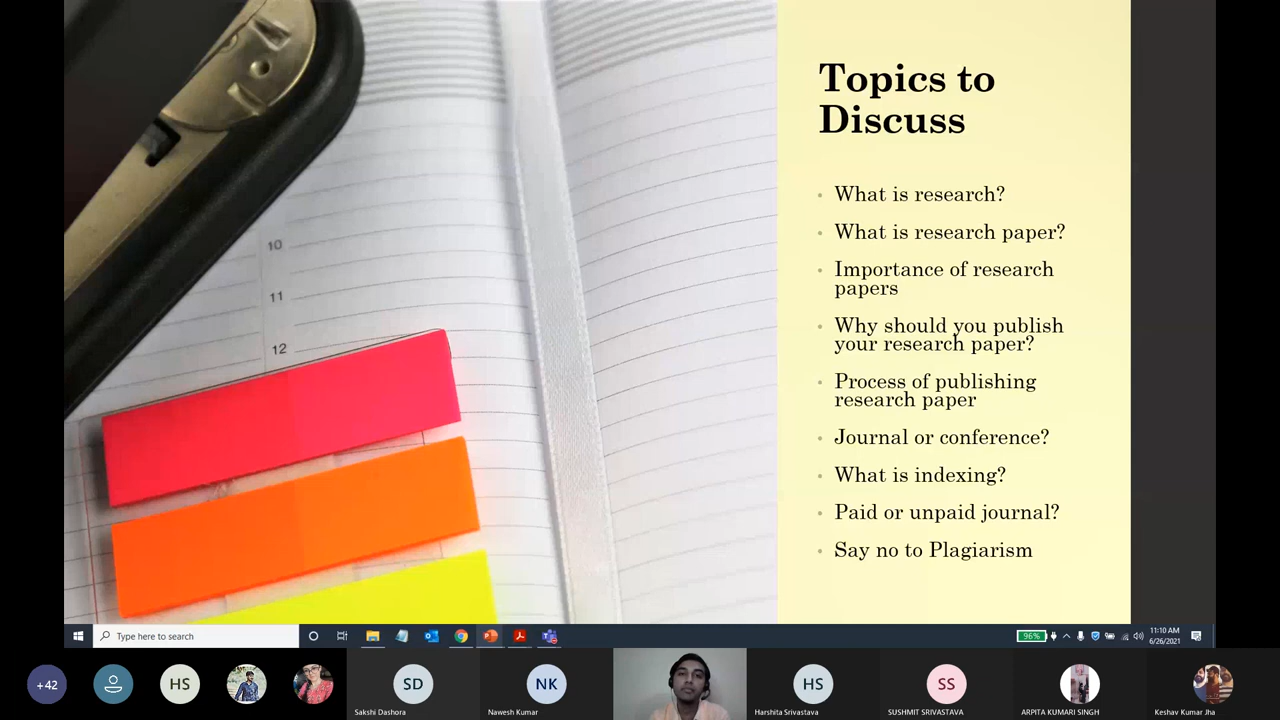 10
11
12
Topics to
Discuss
What is research?
What is research paper?
Importance of research
papers
Why should you publish
your research paper?
Process of publishing
research paper
Journal or conference?
What is indexing?
Paid or unpaid journal?
Say no to Plagiarism
Type here to search
96%
11:10 AM
6/26/2021
+42
HS
SD
NK
HS
SS
Sakshi Dashora
Nawesh Kumar
Harshita Srivastava
SUSHMIT SRIVASTAVA
ARPITA KUMARI SINGH
Keshav Kumar Jha